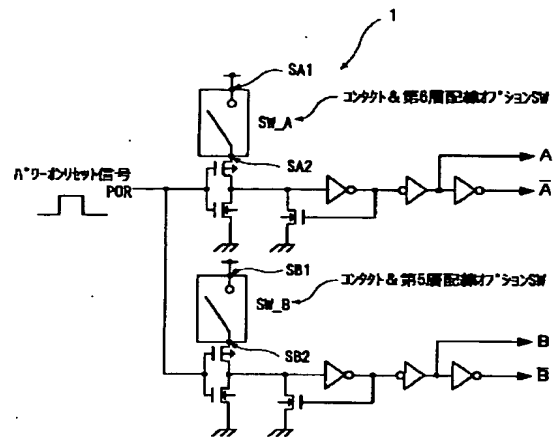 1
SA1
SW_A
コンタクト&第6層配線オプションSW
SA2
パワーオンリセット信号
POR
A
A̅
SB1
SW_B
コンタクト&第5層配線オプションSW
SB2
B
B̅